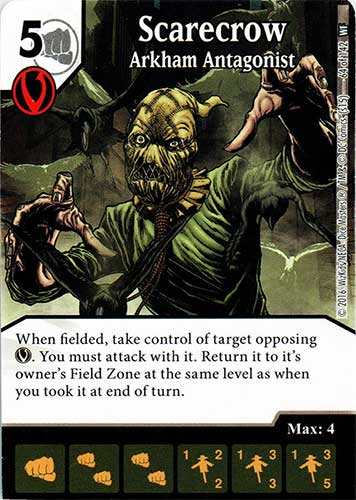 5
Scarecrow
Arkham Antagonist
When fielded, take control of target opposing
. You must attack with it. Return it to it's
owner's Field Zone at the same level as when
you took it at end of turn.
Max: 4
1 2 2
1 3 3
1 3 5